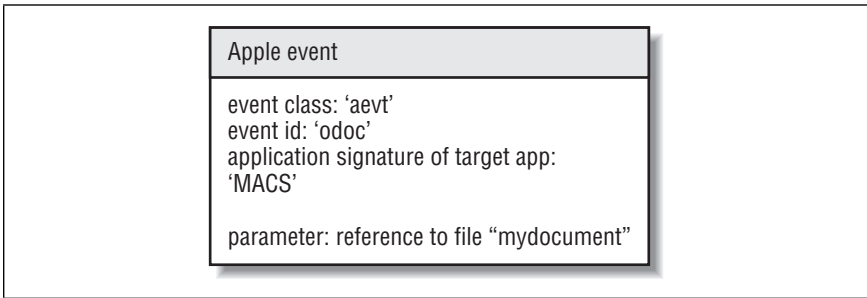 Apple event
event class: ‘aevt’
event id: ‘odoc’
application signature of target app:
‘MACS’
parameter: reference to file “mydocument”